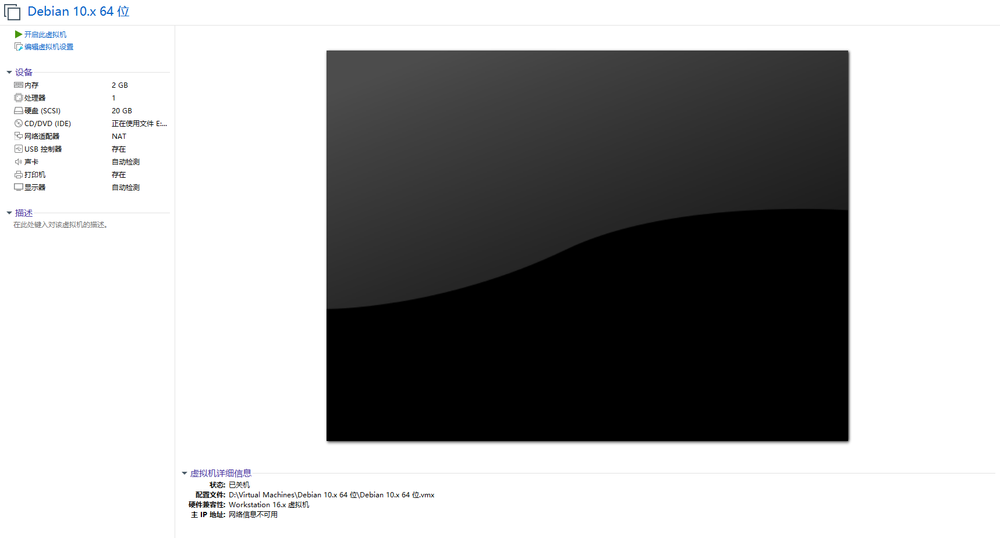 Debian 10.x 64 位
开启此虚拟机
编辑虚拟机设置
设备
内存 2 GB
处理器 1
硬盘 (SCSI) 20 GB
CD/DVD (IDE) 正在使用文件 E:...
网络适配器 NAT
USB 控制器 存在
声卡 自动检测
打印机 存在
显示器 自动检测
描述
在此处键入对该虚拟机的描述。
虚拟机详细信息
状态: 已关机
配置文件: D:\Virtual Machines\Debian 10.x 64 位\Debian 10.x 64 位.vmx
硬件兼容性: Workstation 16.x 虚拟机
主 IP 地址: 网络信息不可用